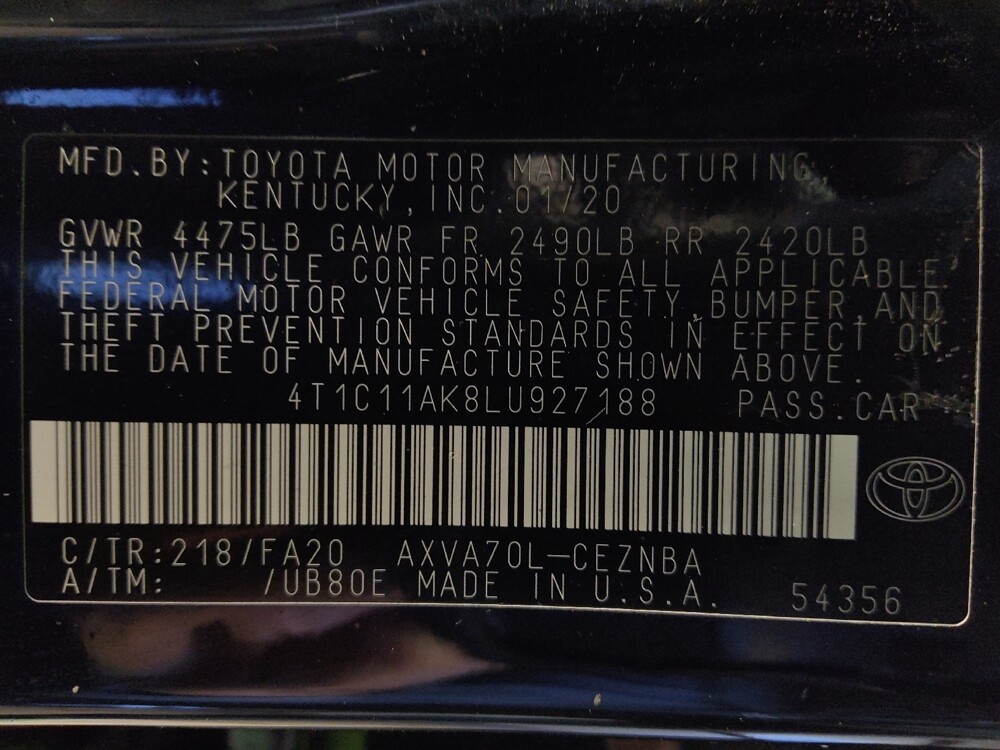 MFD.BY:TOYOTA MOTOR MANUFACTURING,
KENTUCKY,INC.01/20
GVWR 4475LB GAWR FR 2490LB RR 2420LB
THIS VEHICLE CONFORMS TO ALL APPLICABLE
FEDERAL MOTOR VEHICLE SAFETY,BUMPER,AND
THEFT PREVENTION STANDARDS IN EFFECT ON
THE DATE OF MANUFACTURE SHOWN ABOVE.
4T1C11AK8LU927188 PASS.CAR
C/TR:218/FA20 AXVA70L-CEZNBA
A/TM: /UB80E MADE IN U.S.A. 54356